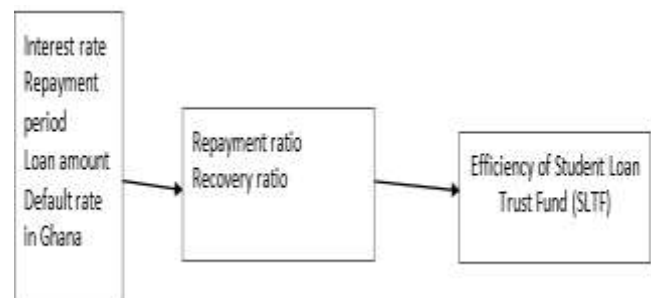 Interest rate
Repayment
period
Loan amount
Default rate
in Ghana
Repayment ratio
Recovery ratio
Efficiency of Student Loan
Trust Fund (SLTF)